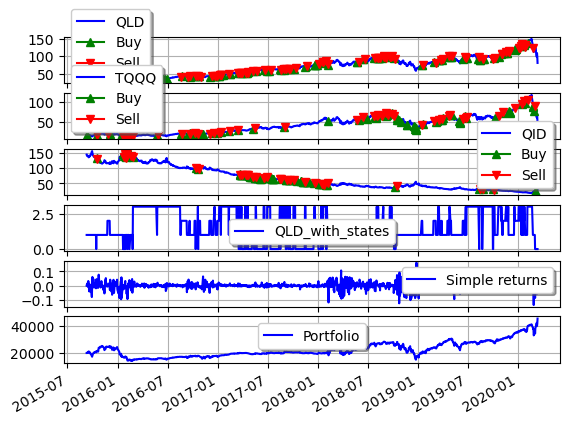 QLD
Buy
Sell
150
100
50
TQQQ
Buy
Sell
100
50
QID
Buy
Sell
150
100
50
2.5
0.0
QLD_with_states
0.1
0.0
−0.1
Simple returns
40000
20000
Portfolio
2015-07
2016-01
2016-07
2017-01
2017-07
2018-01
2018-07
2019-01
2019-07
2020-01